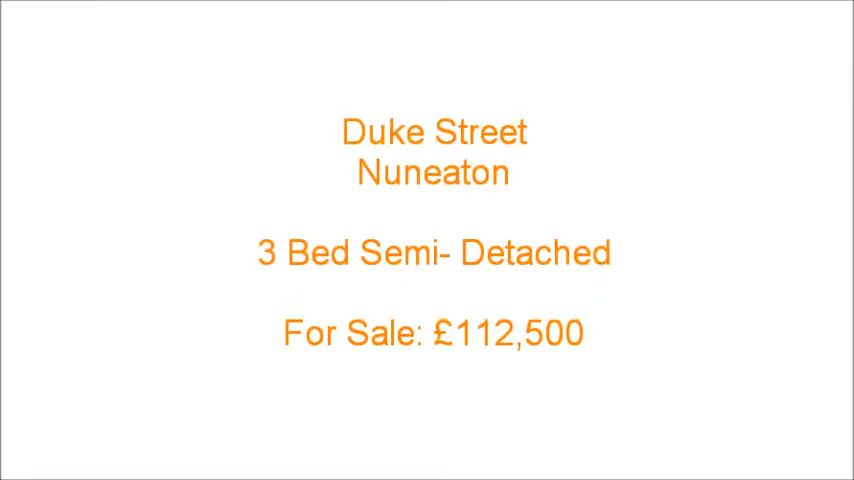 Duke Street
Nuneaton
3 Bed Semi- Detached
For Sale: £112,500